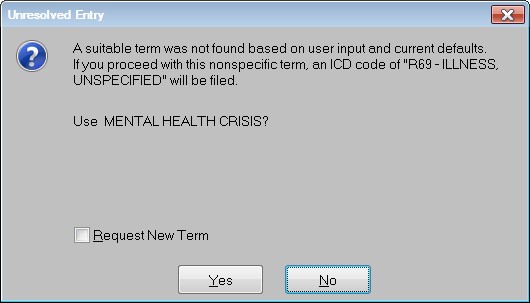 Unresolved Entry
A suitable term was not found based on user input and current defaults.
If you proceed with this nonspecific term, an ICD code of "R69 - ILLNESS,
UNSPECIFIED" will be filed.
Use  MENTAL HEALTH CRISIS?
Request New Term
Yes
No